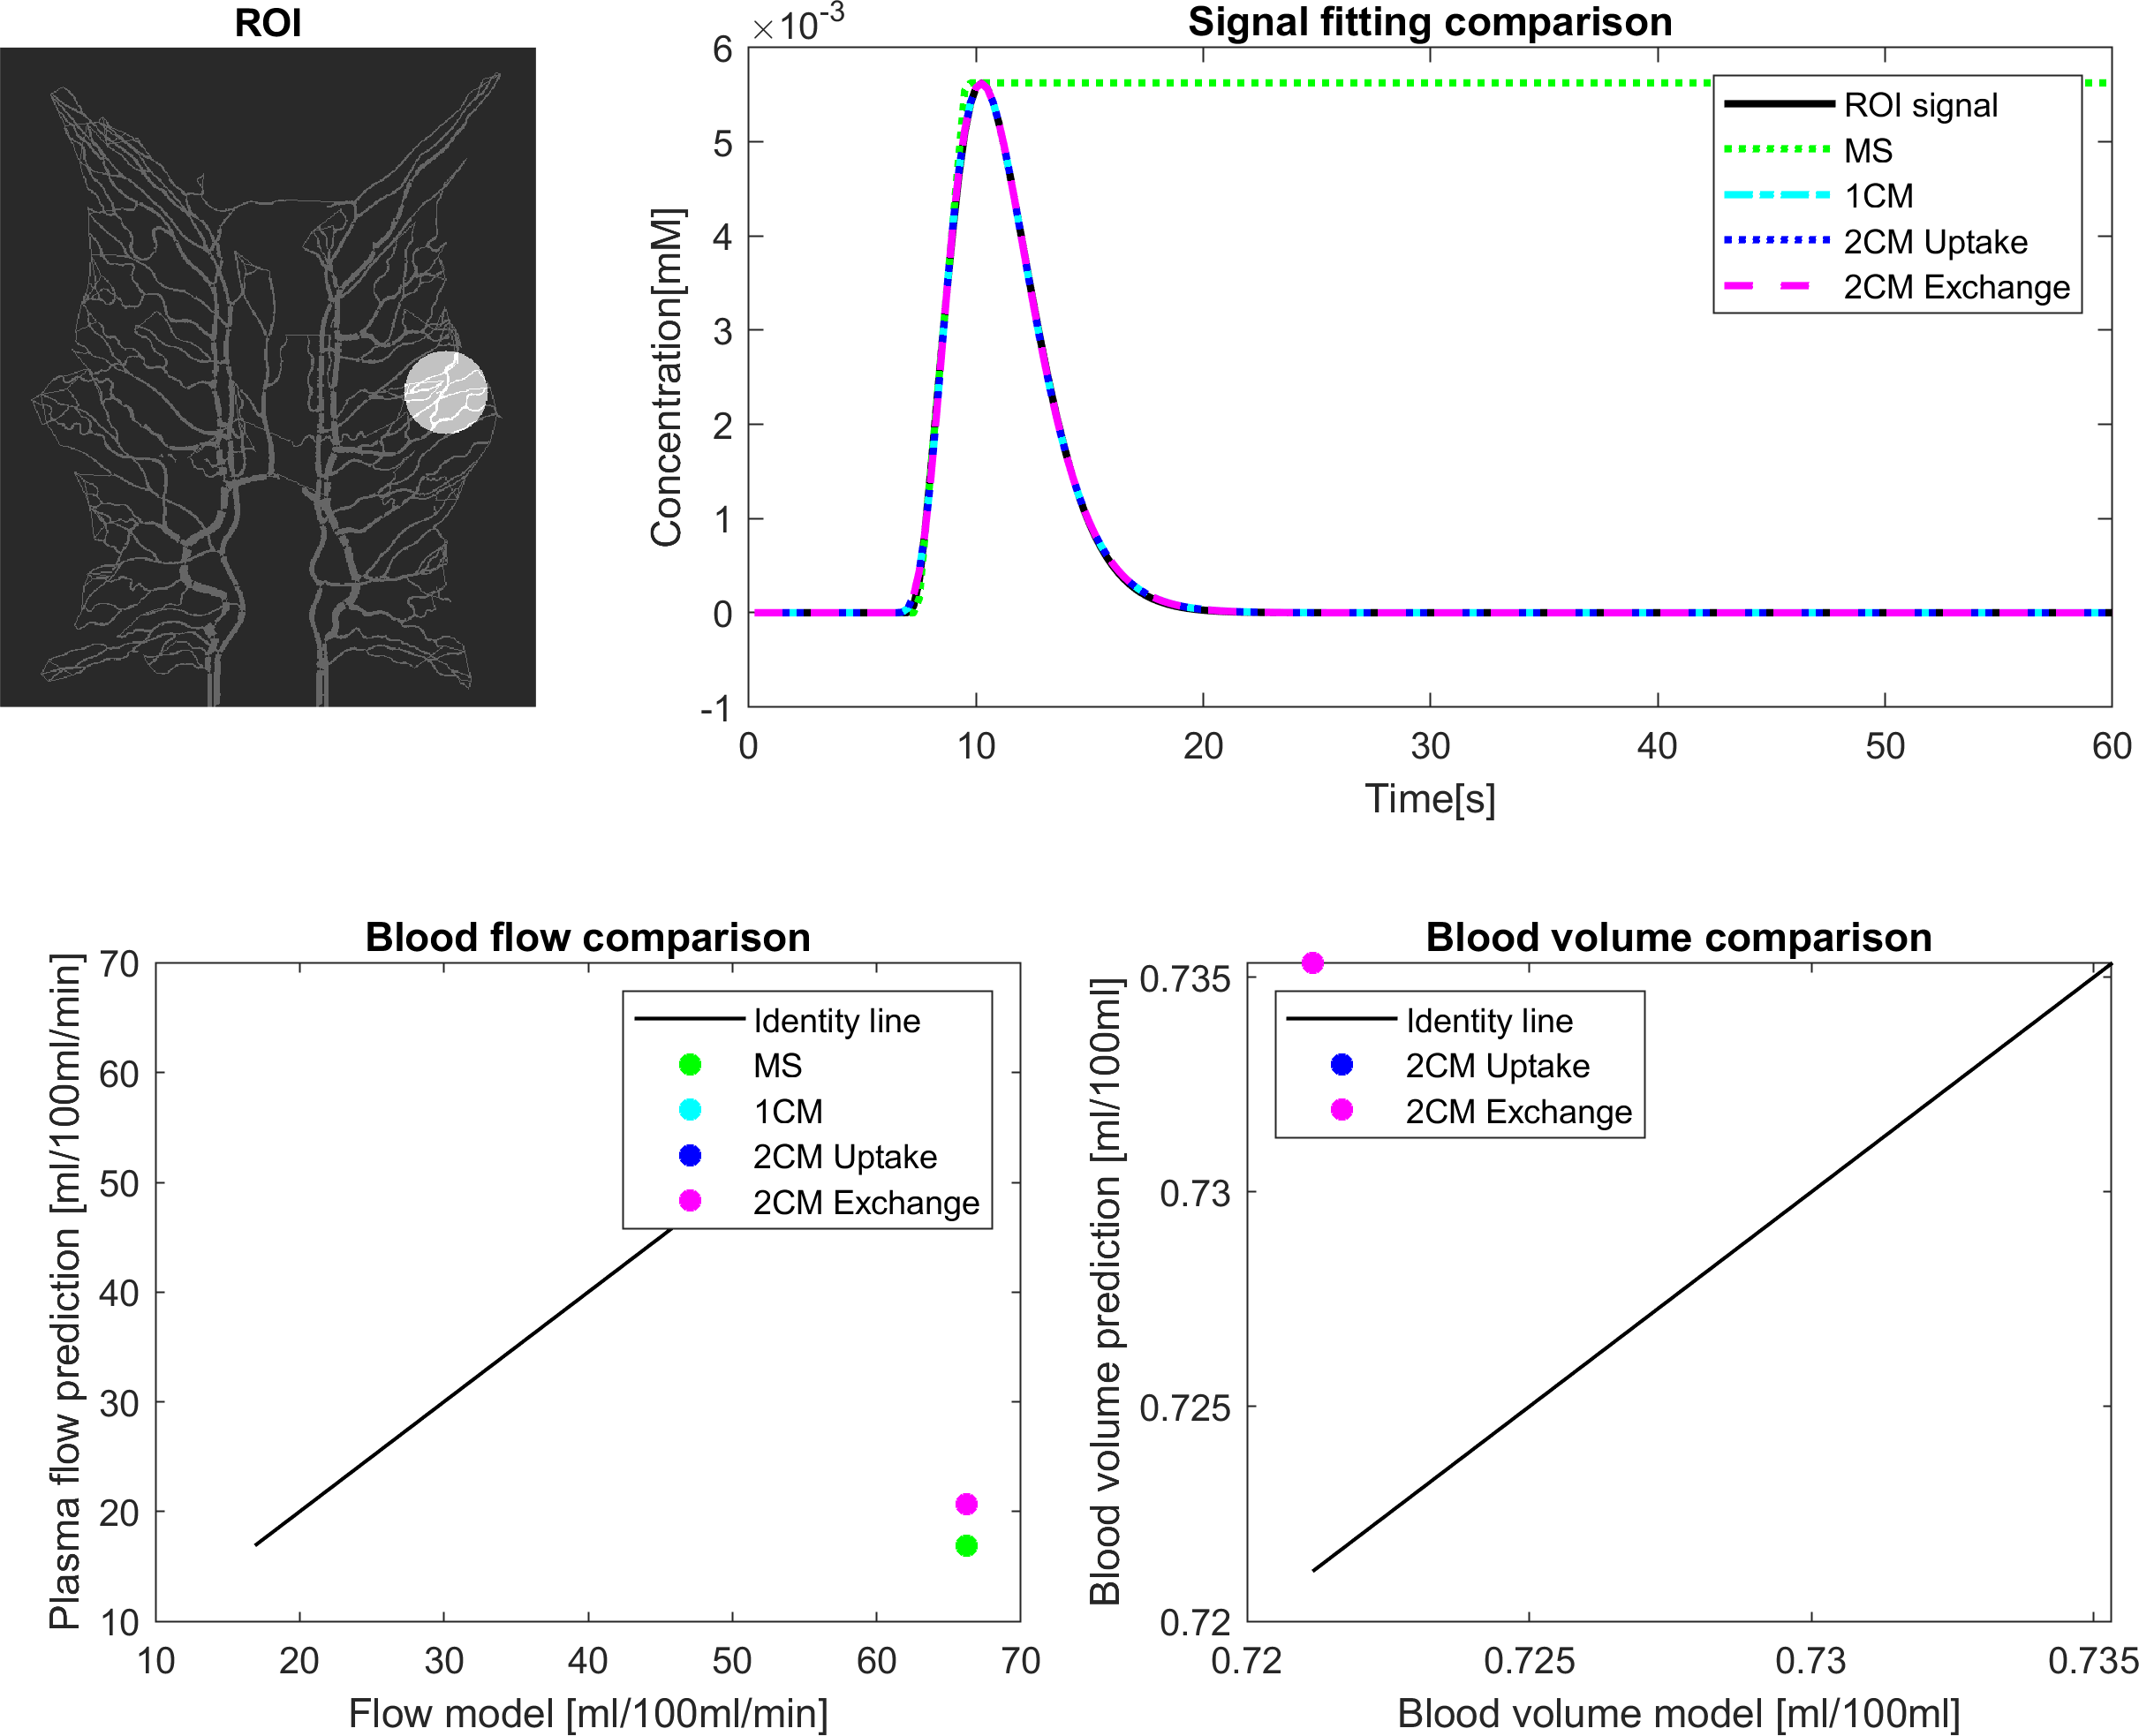 ROI
Signal fitting comparison
×10-3
6
5
4
3
2
1
0
-1
Concentration[mM]
0 10 20 30 40 50 60
Time[s]
ROI signal
MS
1CM
2CM Uptake
2CM Exchange
Blood flow comparison
70
60
50
40
30
20
10
Plasma flow prediction [ml/100ml/min]
10 20 30 40 50 60 70
Flow model [ml/100ml/min]
Identity line
MS
1CM
2CM Uptake
2CM Exchange
Blood volume comparison
0.735
0.73
0.725
0.72
Blood volume prediction [ml/100ml]
0.72 0.725 0.73 0.735
Blood volume model [ml/100ml]
Identity line
2CM Uptake
2CM Exchange